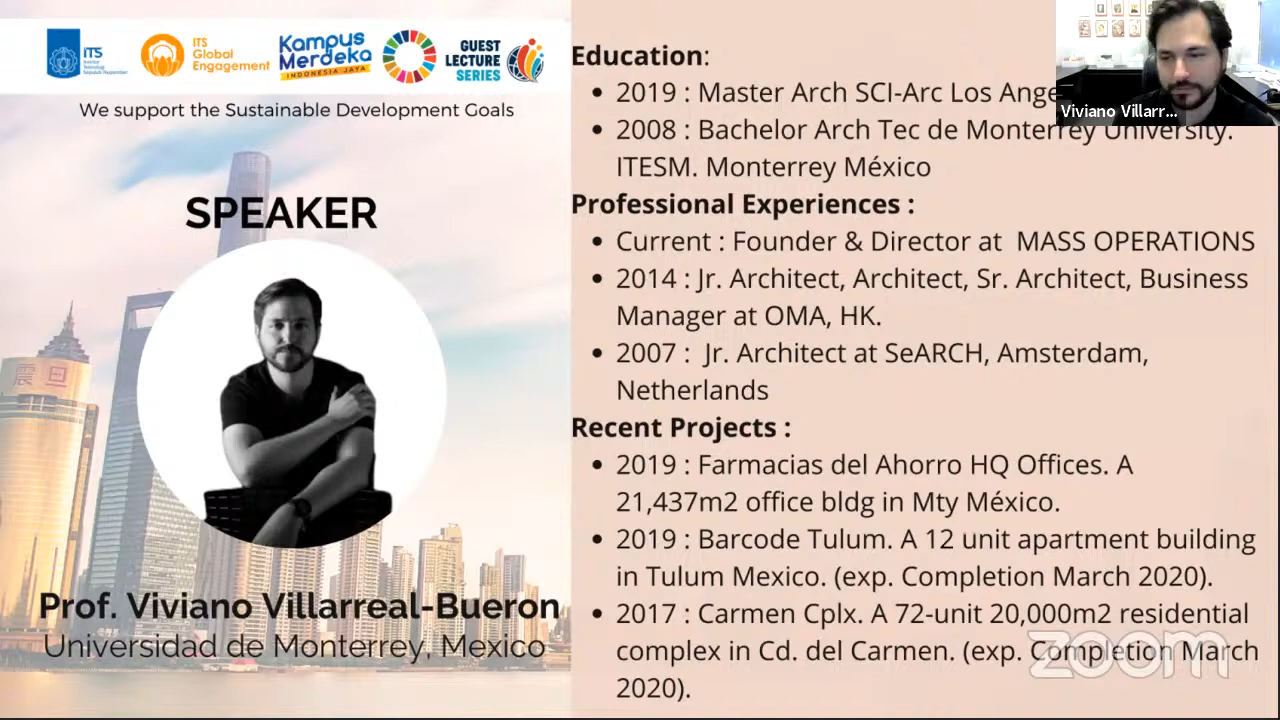 ITS
Institut
Teknologi
Sepuluh Nopember
ITS
Global
Engagement
Kampus
Merdeka
INDONESIA JAYA
GUEST
LECTURE
SERIES
We support the Sustainable Development Goals
SPEAKER
震旦
Prof. Viviano Villarreal-Bueron
Universidad de Monterrey, Mexico
Education:
• 2019 : Master Arch SCI-Arc Los Ange
• 2008 : Bachelor Arch Tec de Monterrey University.
ITESM. Monterrey México
Professional Experiences :
• Current : Founder & Director at MASS OPERATIONS
• 2014 : Jr. Architect, Architect, Sr. Architect, Business
Manager at OMA, HK.
• 2007 : Jr. Architect at SeARCH, Amsterdam,
Netherlands
Recent Projects :
• 2019 : Farmacias del Ahorro HQ Offices. A
21,437m2 office bldg in Mty México.
• 2019 : Barcode Tulum. A 12 unit apartment building
in Tulum Mexico. (exp. Completion March 2020).
• 2017 : Carmen Cplx. A 72-unit 20,000m2 residential
complex in Cd. del Carmen. (exp. Completion March
2020).
Viviano Villarr...
zoom